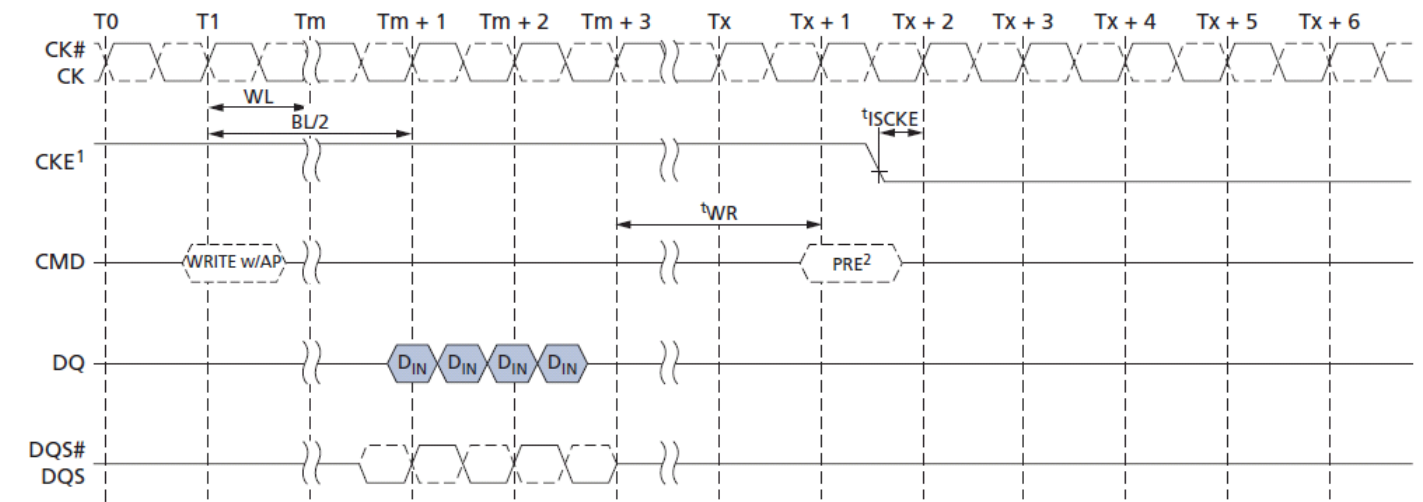 T0 T1 Tm Tm + 1 Tm + 2 Tm + 3 Tx Tx + 1 Tx + 2 Tx + 3 Tx + 4 Tx + 5 Tx + 6
CK#
CK
WL
BL/2
tISCKE
CKE1
tWR
CMD WRITE w/AP PRE2
DQ DIN DIN DIN DIN
DQS#
DQS